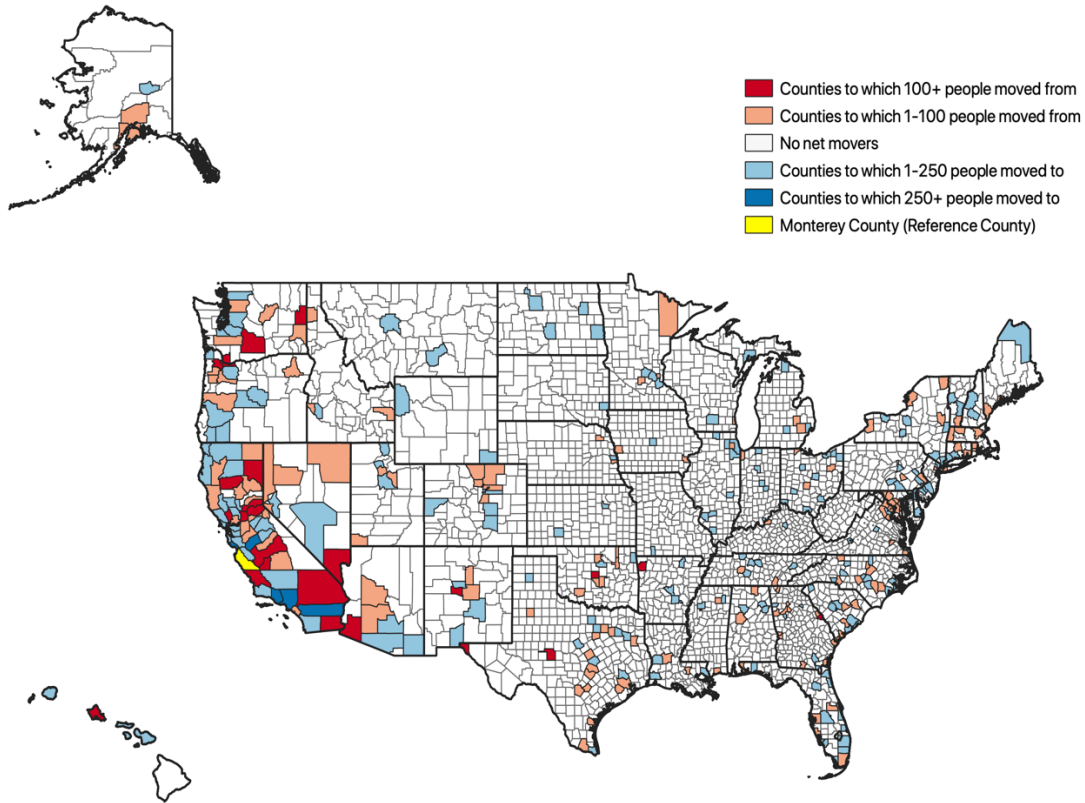 Counties to which 100+ people moved from
Counties to which 1-100 people moved from
No net movers
Counties to which 1-250 people moved to
Counties to which 250+ people moved to
Monterey County (Reference County)